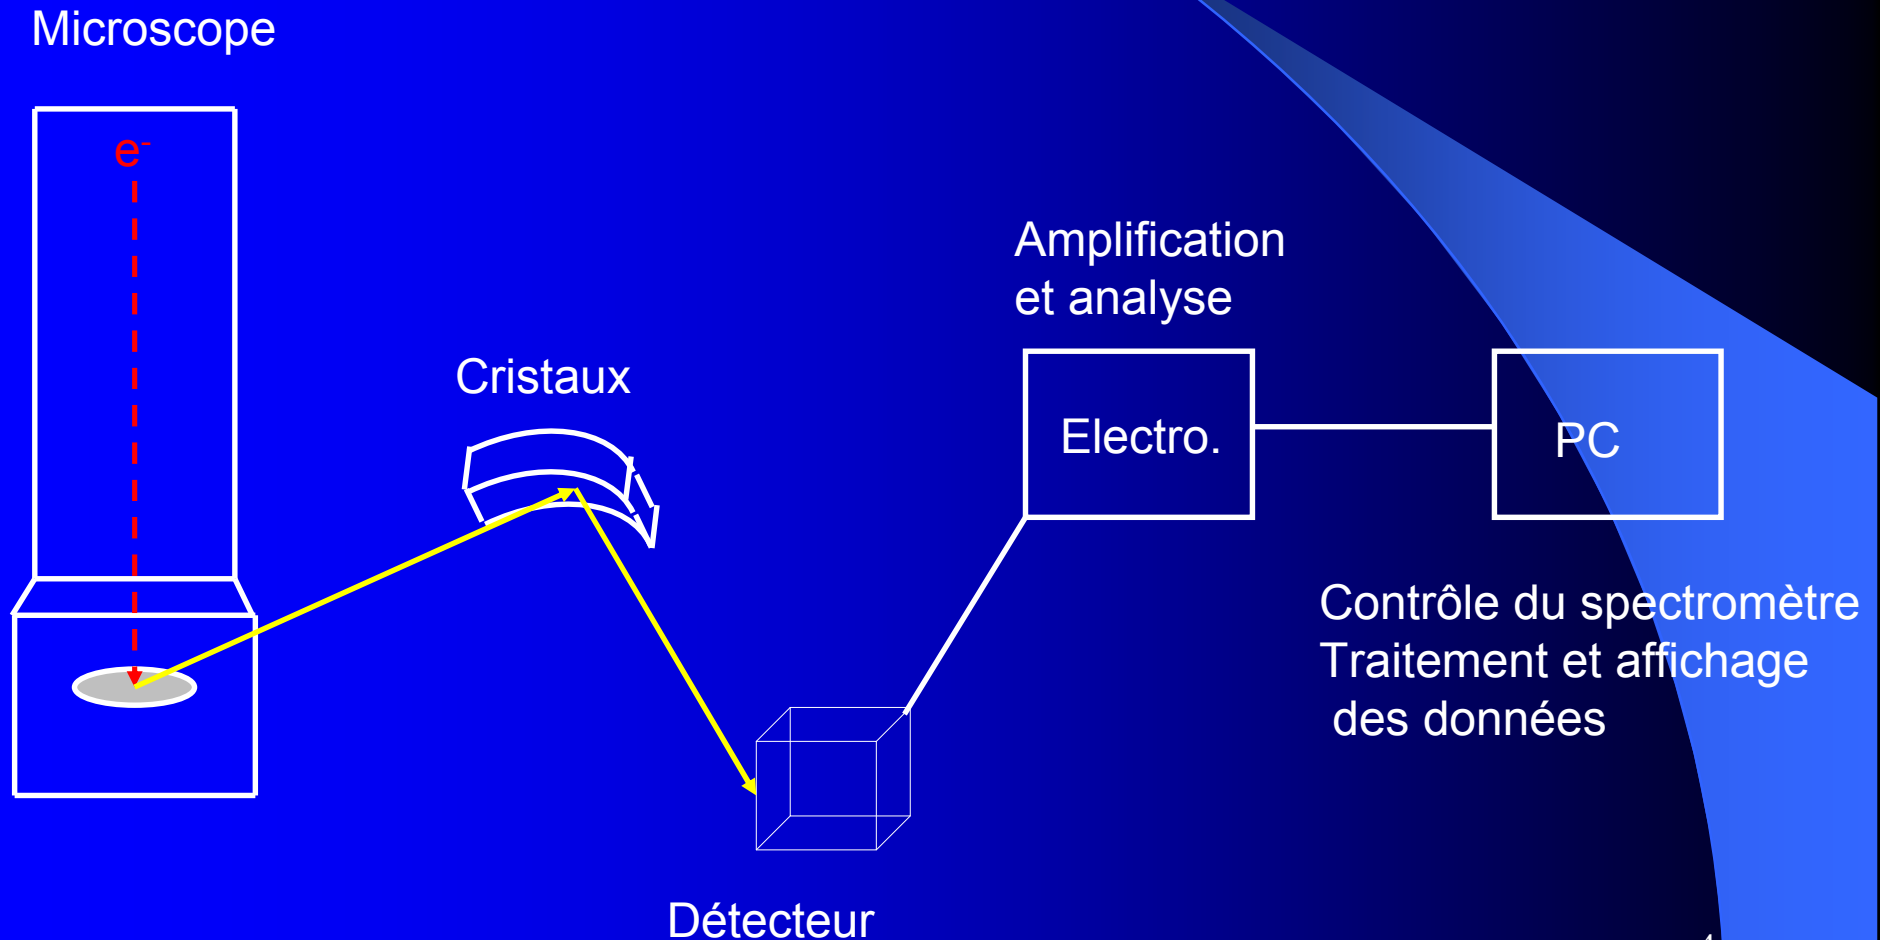 Microscope
e-
Cristaux
Amplification
et analyse
Electro.
PC
Contrôle du spectromètre
Traitement et affichage
des données
Détecteur